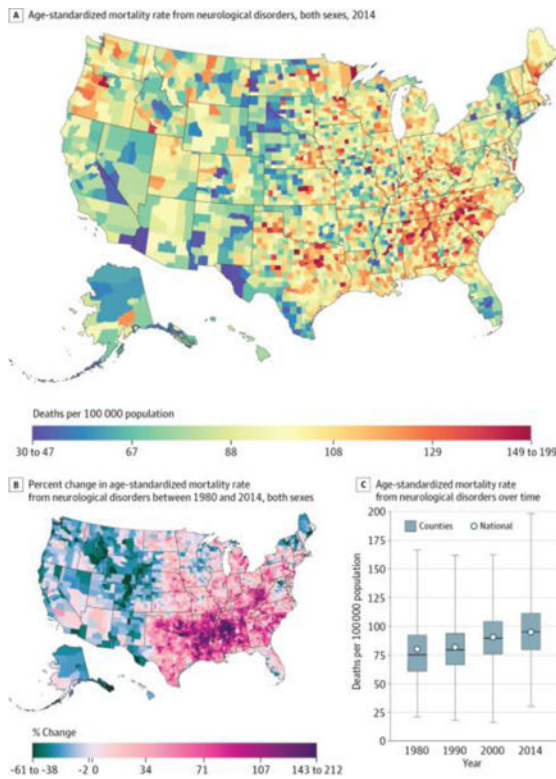 A Age-standardized mortality rate from neurological disorders, both sexes, 2014
Deaths per 100 000 population
30 to 47 67 88 108 129 149 to 199
B Percent change in age-standardized mortality rate
from neurological disorders between 1980 and 2014, both sexes
% Change
-61 to -38 -2 0 34 71 107 143 to 212
C Age-standardized mortality rate
from neurological disorders over time
200
Counties National
175
150
125
100
75
50
25
0
Deaths per 100 000 population
1980 1990 2000 2014
Year